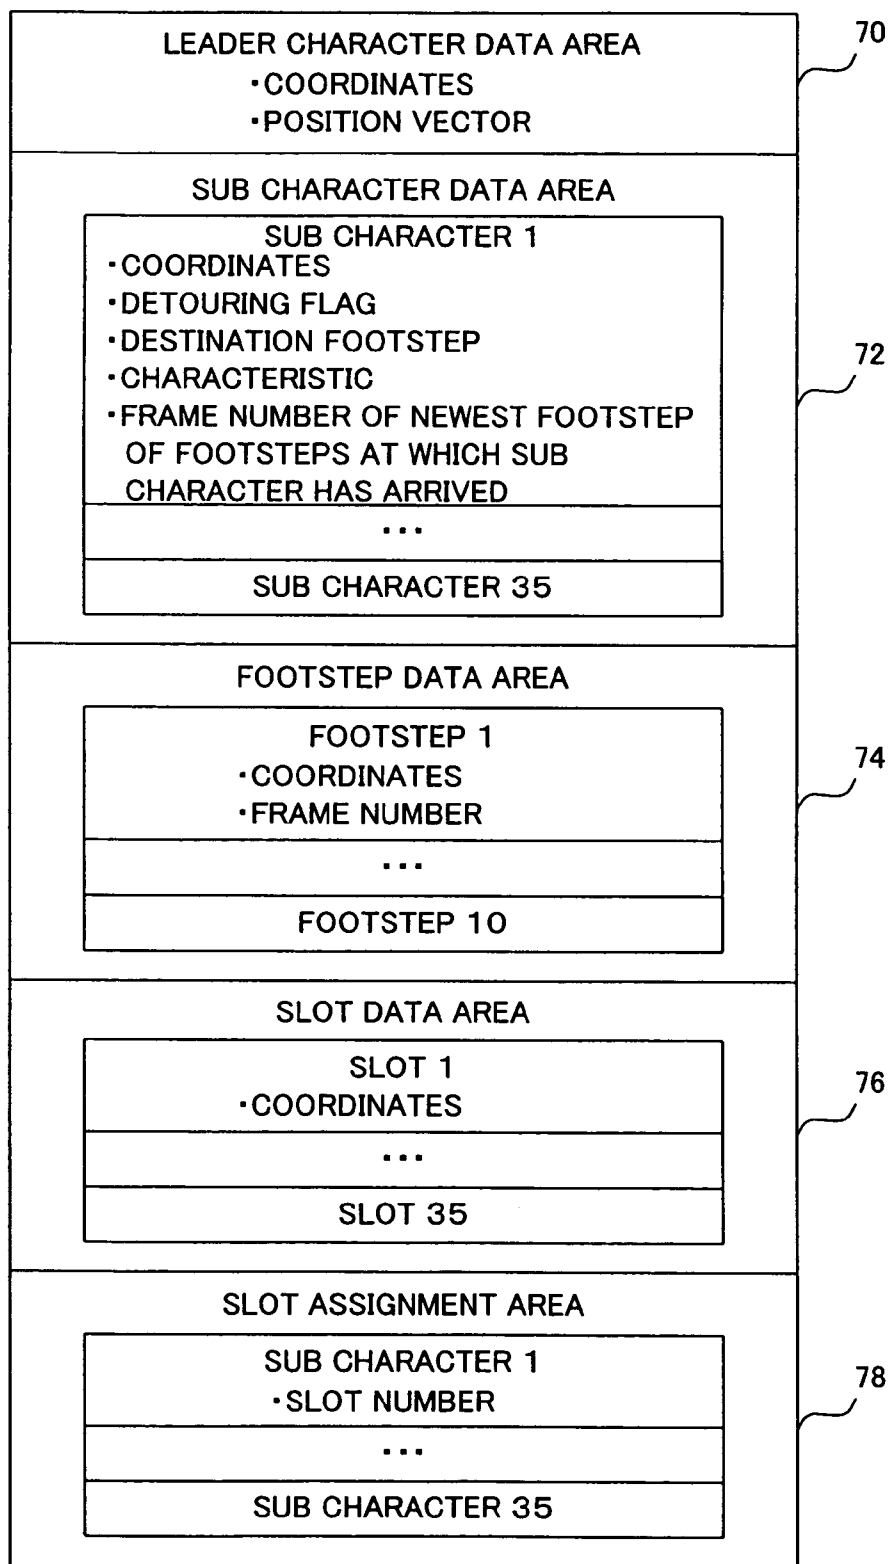 LEADER CHARACTER DATA AREA
・COORDINATES
・POSITION VECTOR
70
SUB CHARACTER DATA AREA
SUB CHARACTER 1
・COORDINATES
・DETOURING FLAG
・DESTINATION FOOTSTEP
・CHARACTERISTIC
・FRAME NUMBER OF NEWEST FOOTSTEP
OF FOOTSTEPS AT WHICH SUB
CHARACTER HAS ARRIVED
・・・
SUB CHARACTER 35
72
FOOTSTEP DATA AREA
FOOTSTEP 1
・COORDINATES
・FRAME NUMBER
・・・
FOOTSTEP 10
74
SLOT DATA AREA
SLOT 1
・COORDINATES
・・・
SLOT 35
76
SLOT ASSIGNMENT AREA
SUB CHARACTER 1
・SLOT NUMBER
・・・
SUB CHARACTER 35
78